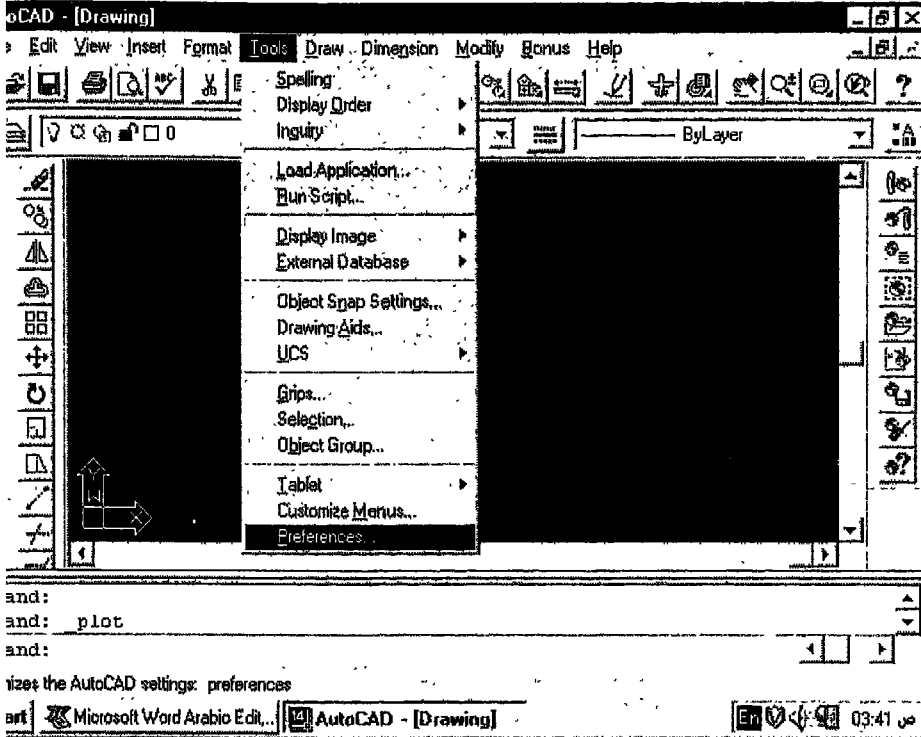 oCAD - [Drawing]
Edit View Insert Format Tools Draw Dimension Modify Bonus Help
0 ByLayer
Spelling
Display Order
Inquiry
Load Application...
Run Script...
Display Image
External Database
Object Snap Settings...
Drawing Aids...
UCS
Grips...
Selection...
Object Group...
Tablet
Customize Menus...
Preferences...
W
X
and:
and: _plot
and:
nizes the AutoCAD settings: preferences
art Microsoft Word Arabic Edit... AutoCAD - [Drawing] En 03:41 ص